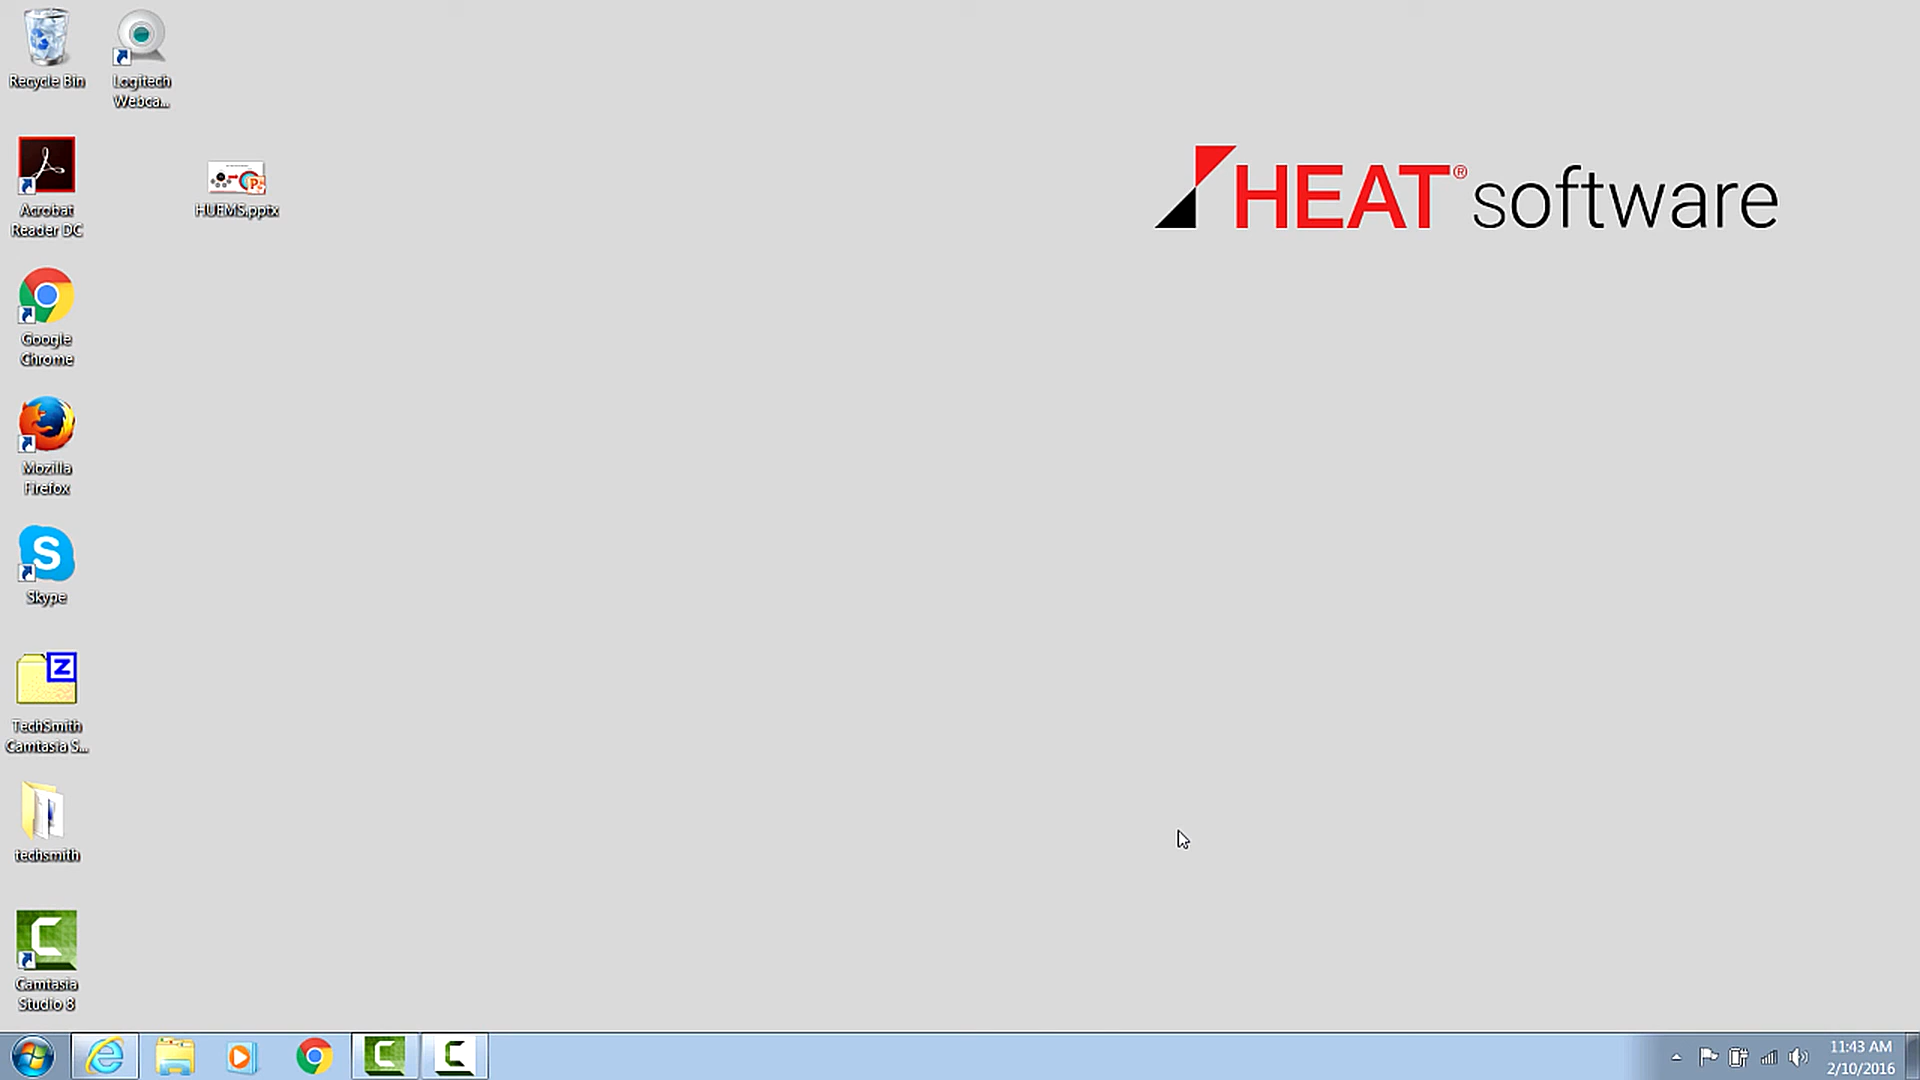 Recycle Bin
Logitech
Webca...
Acrobat
Reader DC
HUEMS.pptx
HEAT® software
Google
Chrome
Mozilla
Firefox
Skype
TechSmith
Camtasia S...
techsmith
Camtasia
Studio 8
11:43 AM
2/10/2016